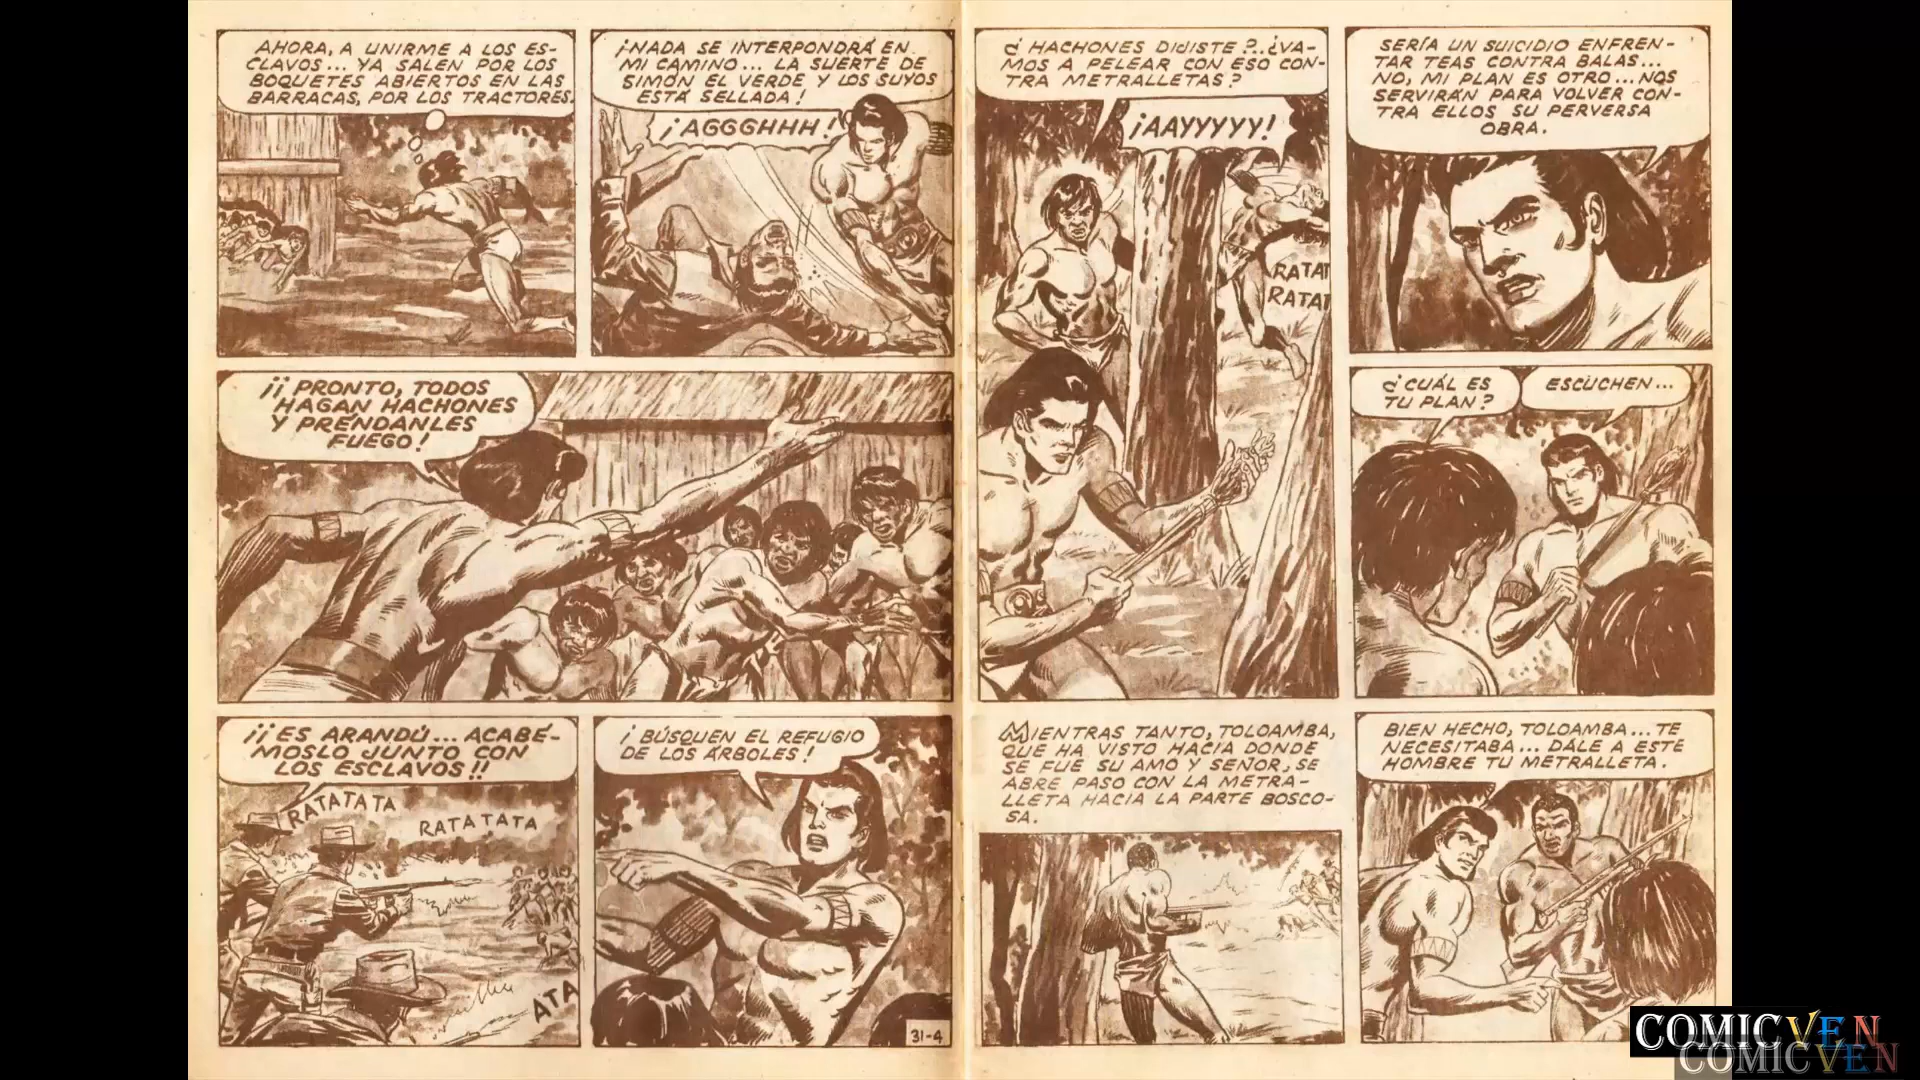 AHORA, A UNIRME A LOS ES-
CLAVOS... YA SALEN POR LOS
BOQUETES ABIERTOS EN LAS
BARRACAS, POR LOS TRACTORES.
¡NADA SE INTERPONDRÁ EN
MI CAMINO... LA SUERTE DE
SIMÓN EL VERDE Y LOS SUYOS
ESTÁ SELLADA!
¡AGGGHHH!
¡¡PRONTO, TODOS
HAGAN HACHONES
Y PRENDANLES
FUEGO!
¡¡ES ARANDÚ... ACABÉ-
MOSLO JUNTO CON
LOS ESCLAVOS!!
RATATATA
RATATATA
ATA
¡BÚSQUEN EL REFUGIO
DE LOS ÁRBOLES!
31-4
¿HACHONES DIJISTE?..¿VA-
MOS A PELEAR CON ESO CON-
TRA METRALLETAS?
¡AAYYYYY!
RATAT
RATAT
SERÍA UN SUICIDIO ENFREN-
TAR TEAS CONTRA BALAS...
NO, MI PLAN ES OTRO... NOS
SERVIRÁN PARA VOLVER CON-
TRA ELLOS SU PERVERSA
OBRA.
¿CUÁL ES
TU PLAN?
ESCUCHEN...
MIENTRAS TANTO, TOLOAMBA,
QUE HA VISTO HACIA DONDE
SE FUE SU AMO Y SEÑOR, SE
ABRE PASO CON LA METRA-
LLETA HACIA LA PARTE BOSCO-
SA.
BIEN HECHO, TOLOAMBA... TE
NECESITABA... DÁLE A ESTE
HOMBRE TU METRALLETA.
COMICVEN
COMICVEN